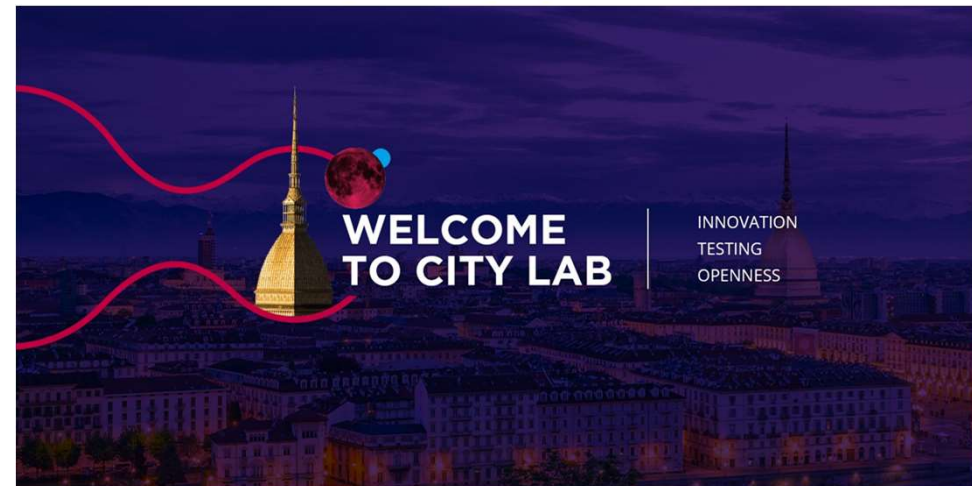 WELCOME
TO CITY LAB
INNOVATION
TESTING
OPENNESS